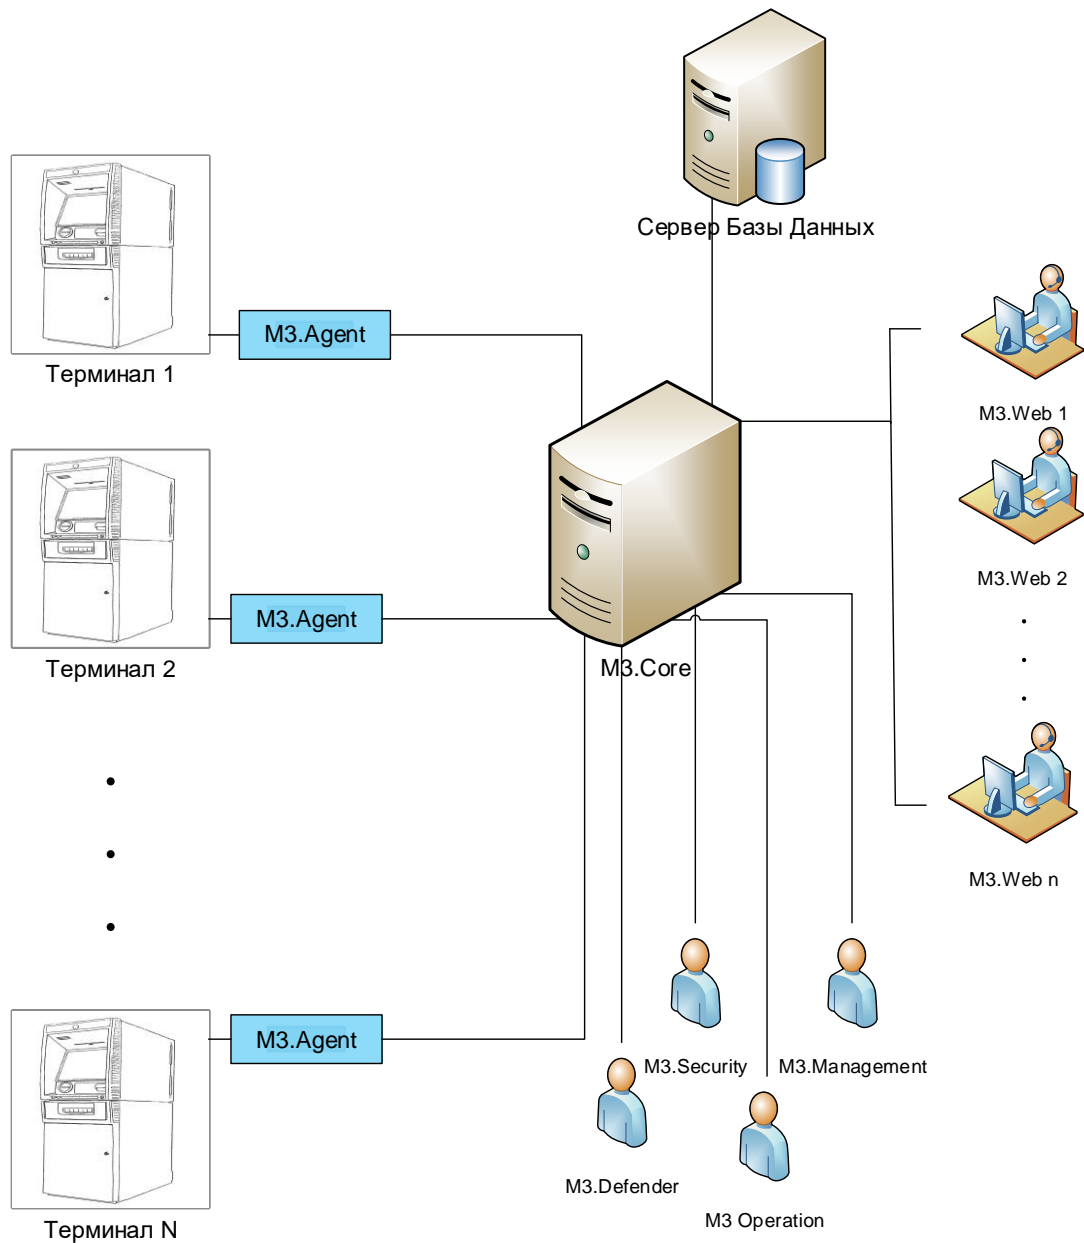 Сервер Базы Данных
M3.Agent
Терминал 1
M3.Web 1
M3.Web 2
M3.Agent
Терминал 2
M3.Core
M3.Web n
M3.Agent
M3.Security
M3.Management
M3.Defender
M3 Operation
Терминал N